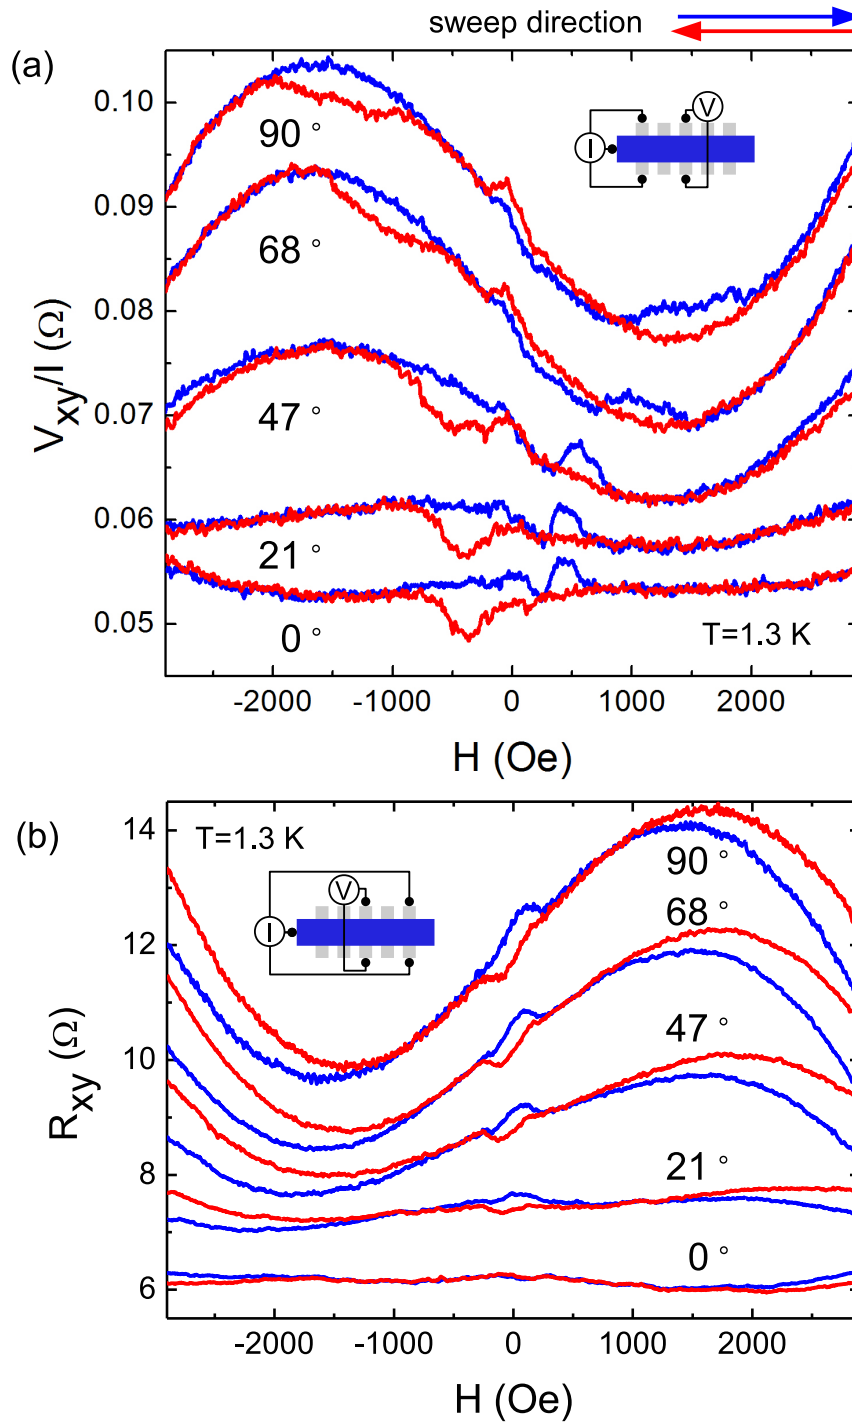 sweep direction
(a)
V
I
0.10
0.09
0.08
0.07
0.06
0.05
Vxy/I (Ω)
90 °
68 °
47 °
21 °
0 °
T=1.3 K
-2000 -1000 0 1000 2000
H (Oe)
(b)
T=1.3 K
V
I
14
12
10
8
6
Rxy (Ω)
90 °
68 °
47 °
21 °
0 °
-2000 -1000 0 1000 2000
H (Oe)